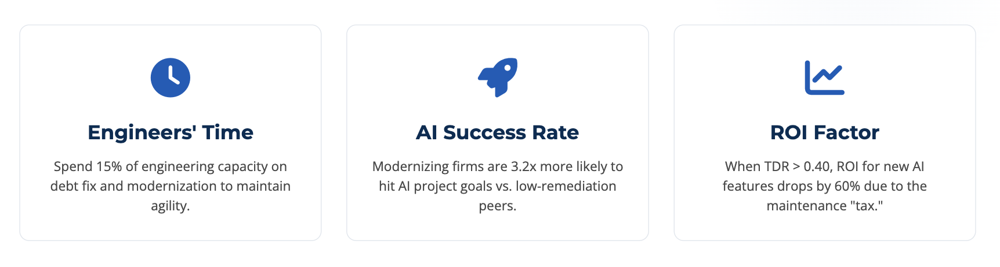 Engineers' Time
Spend 15% of engineering capacity on
debt fix and modernization to maintain
agility.
AI Success Rate
Modernizing firms are 3.2x more likely to
hit AI project goals vs. low-remediation
peers.
ROI Factor
When TDR > 0.40, ROI for new AI
features drops by 60% due to the
maintenance "tax."